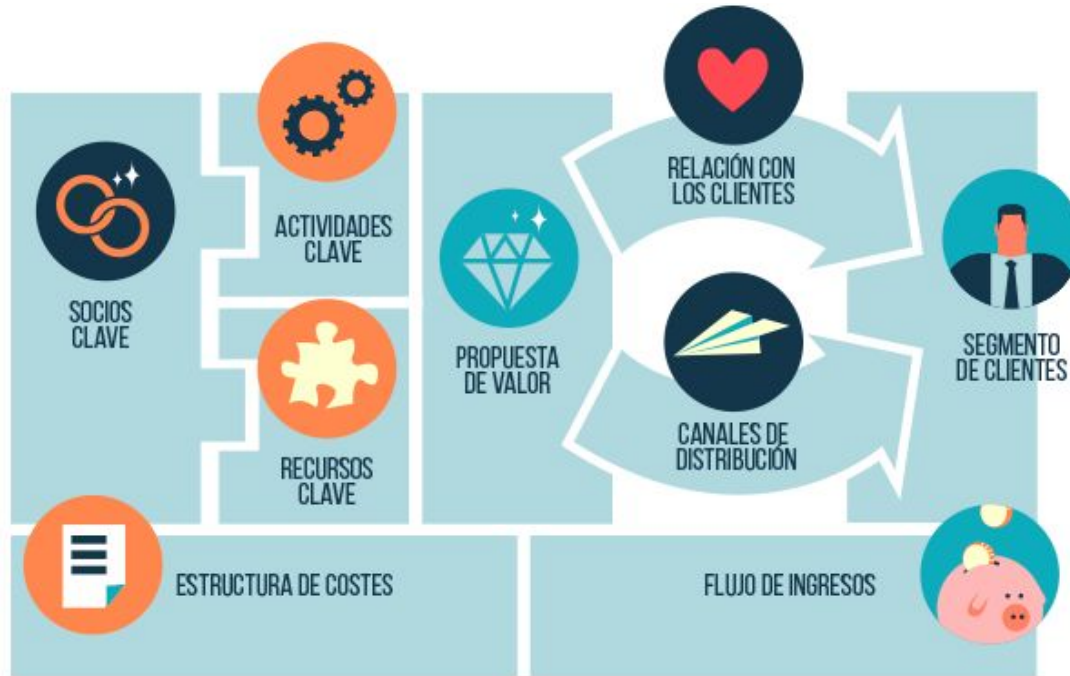 SOCIOS
CLAVE
ACTIVIDADES
CLAVE
RECURSOS
CLAVE
PROPUESTA
DE VALOR
RELACIÓN CON
LOS CLIENTES
CANALES DE
DISTRIBUCIÓN
SEGMENTO
DE CLIENTES
ESTRUCTURA DE COSTES
FLUJO DE INGRESOS